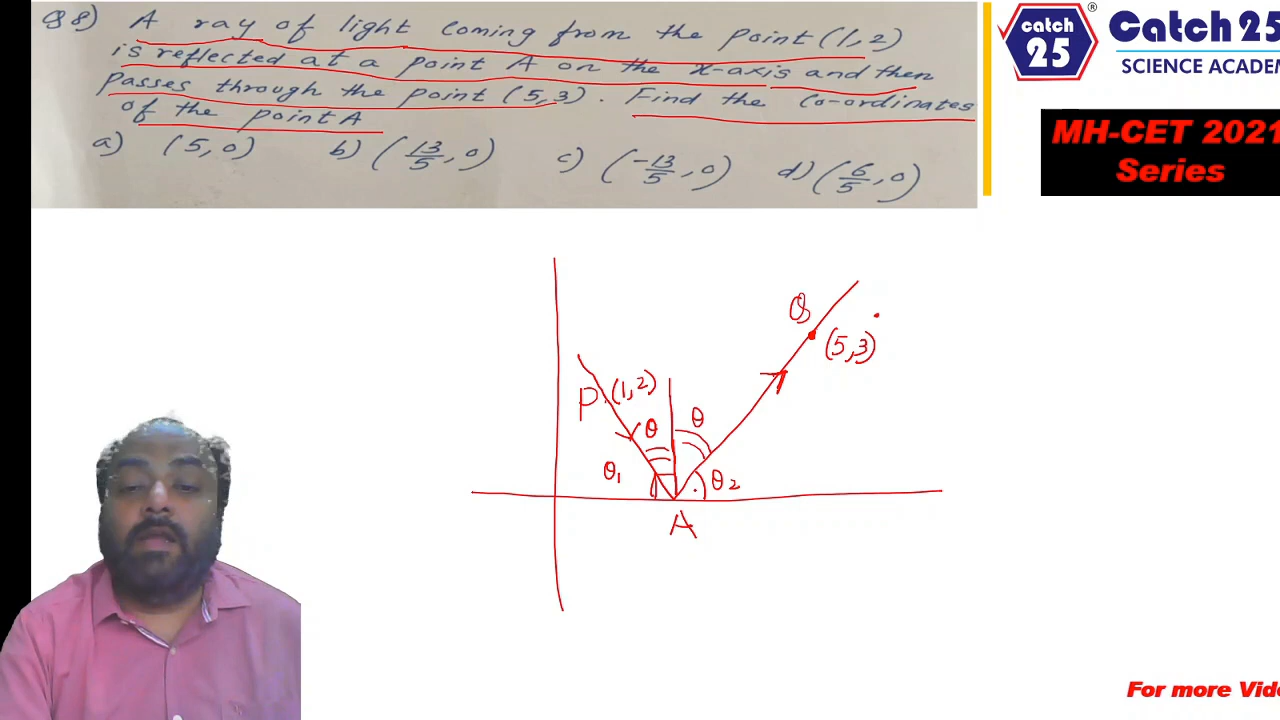 Q8) A ray of light coming from the point (1,2)
is reflected at a point A on the x-axis and then
passes through the point (5,3). Find the co-ordinates
of the point A
a) (5,0) b) (13/5, 0) c) (-13/5, 0) d) (6/5, 0)
catch
25
®
Catch 25
SCIENCE ACADEM
MH-CET 2021
Series
Q
(5,3)
P (1,2)
θ
θ
θ1
θ2
A
For more Vide